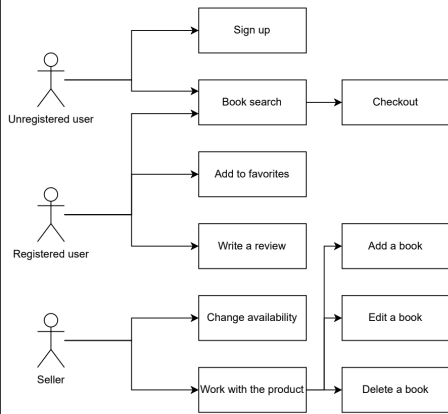 Sign up
Book search
Checkout
Unregistered user
Add to favorites
Write a review
Add a book
Registered user
Change availability
Edit a book
Seller
Work with the product
Delete a book